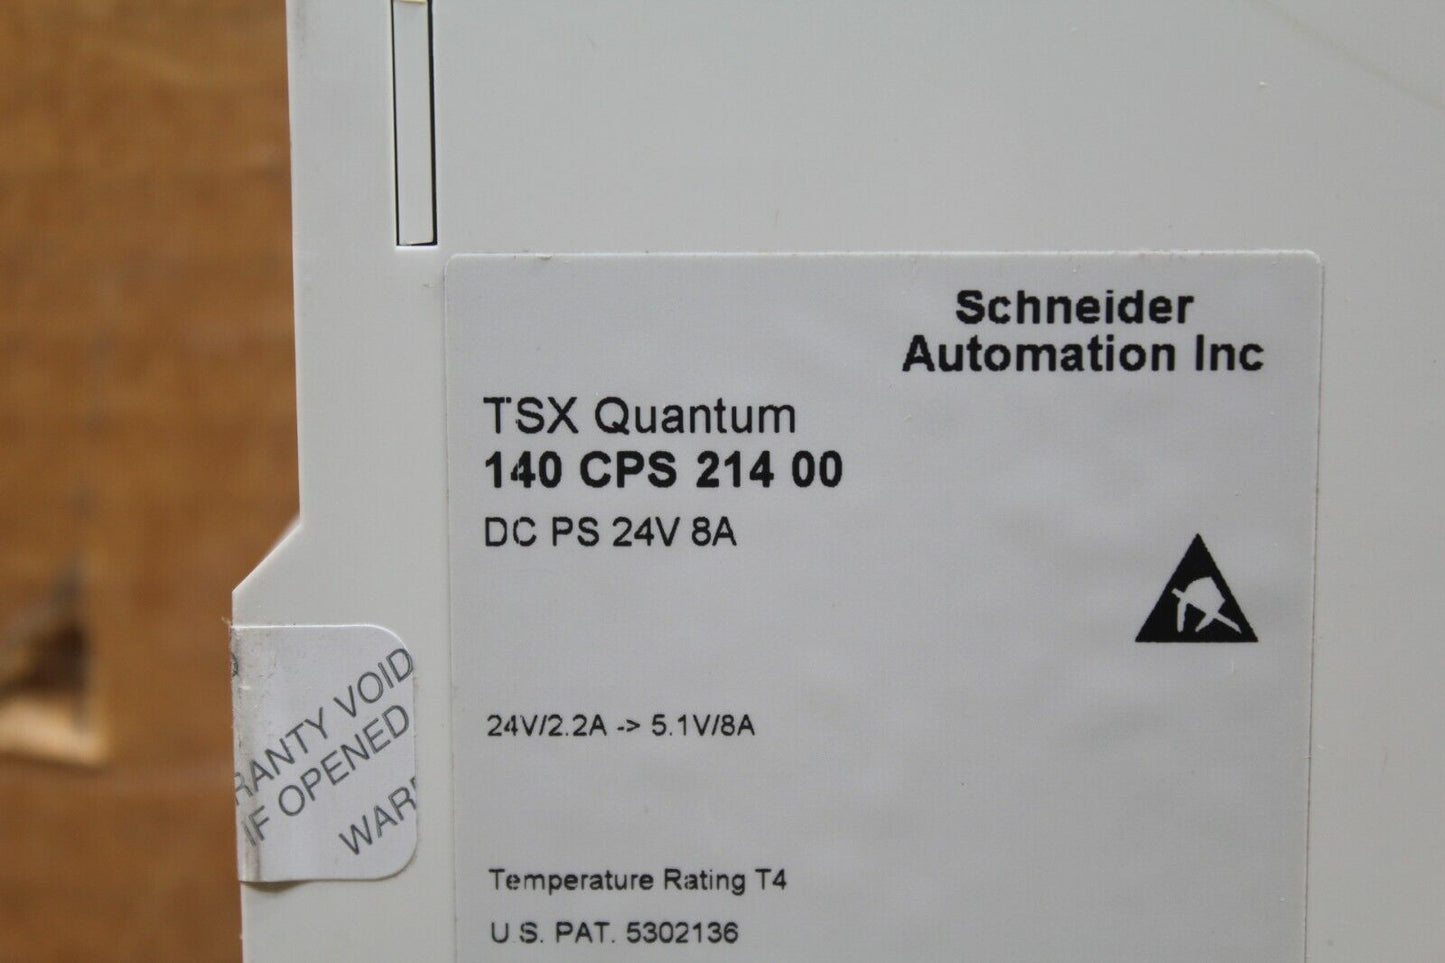 Schneider
Automation Inc
TSX Quantum
140 CPS 214 00
DC PS 24V 8A
24V/2.2A -> 5.1V/8A
Temperature Rating T4
U.S. PAT. 5302136
RANTY VOID
IF OPENED
WAR